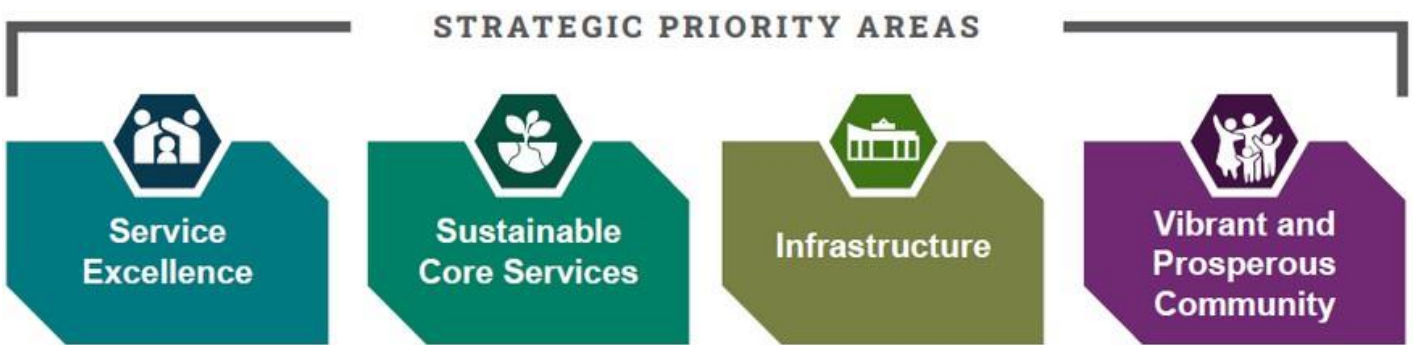 STRATEGIC PRIORITY AREAS
Service
Excellence
Sustainable
Core Services
Infrastructure
Vibrant and
Prosperous
Community